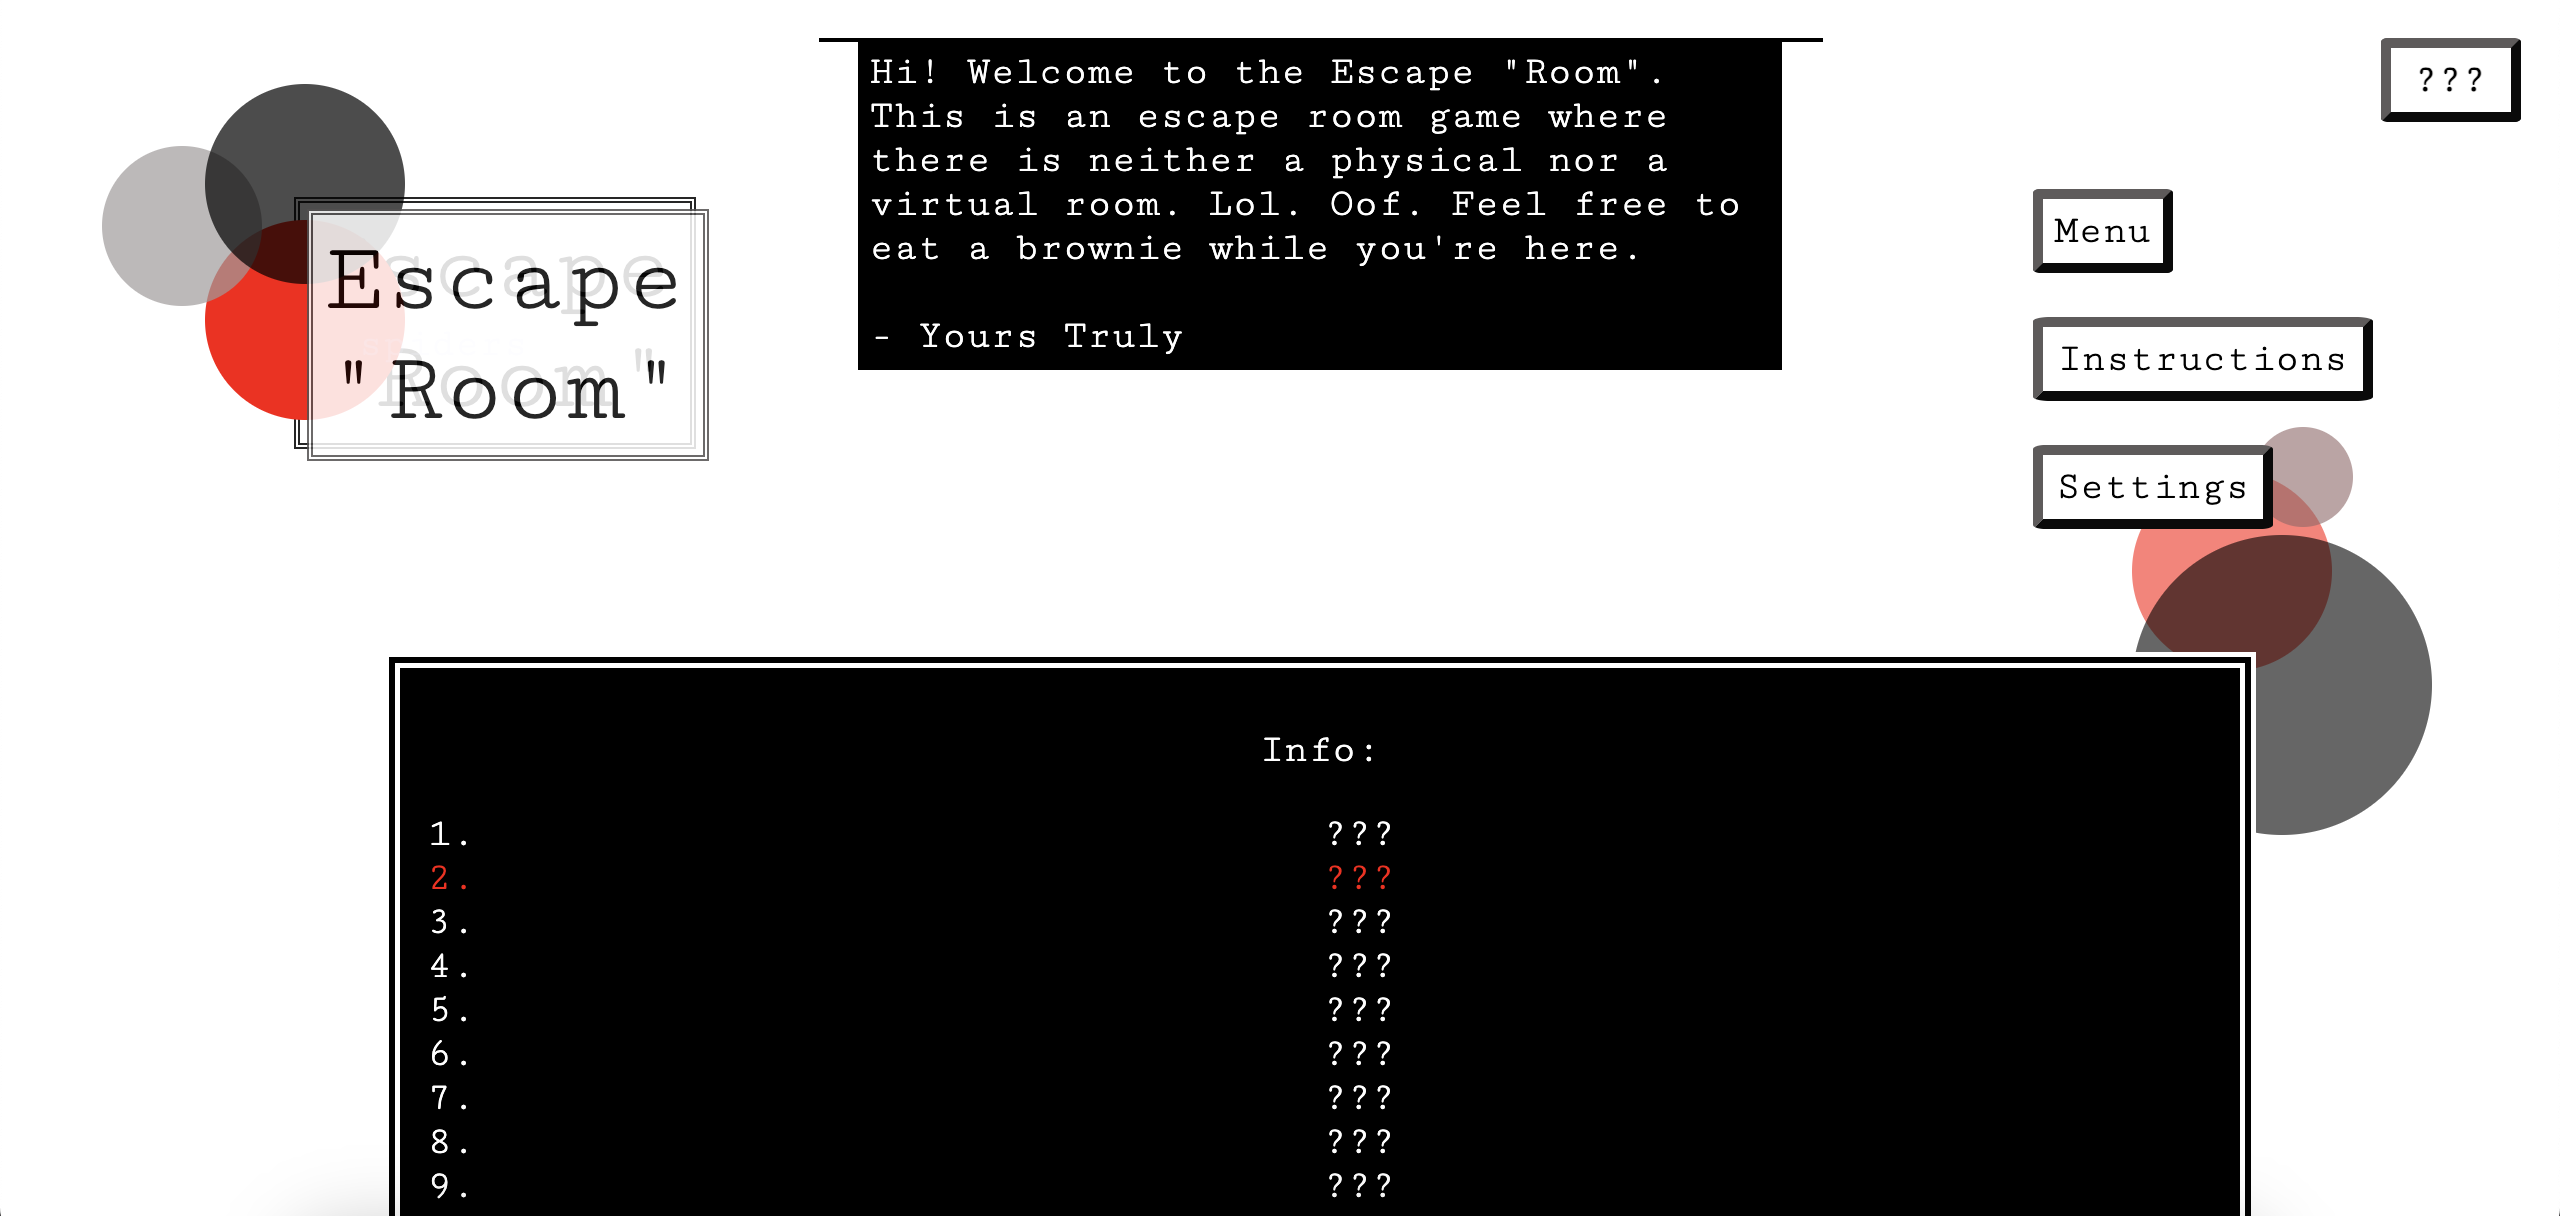 Escape
"Room"
Hi! Welcome to the Escape "Room".
This is an escape room game where
there is neither a physical nor a
virtual room. Lol. Oof. Feel free to
eat a brownie while you're here.
- Yours Truly
???
Menu
Instructions
Settings
Info:
1. ???
2. ???
3. ???
4. ???
5. ???
6. ???
7. ???
8. ???
9. ???